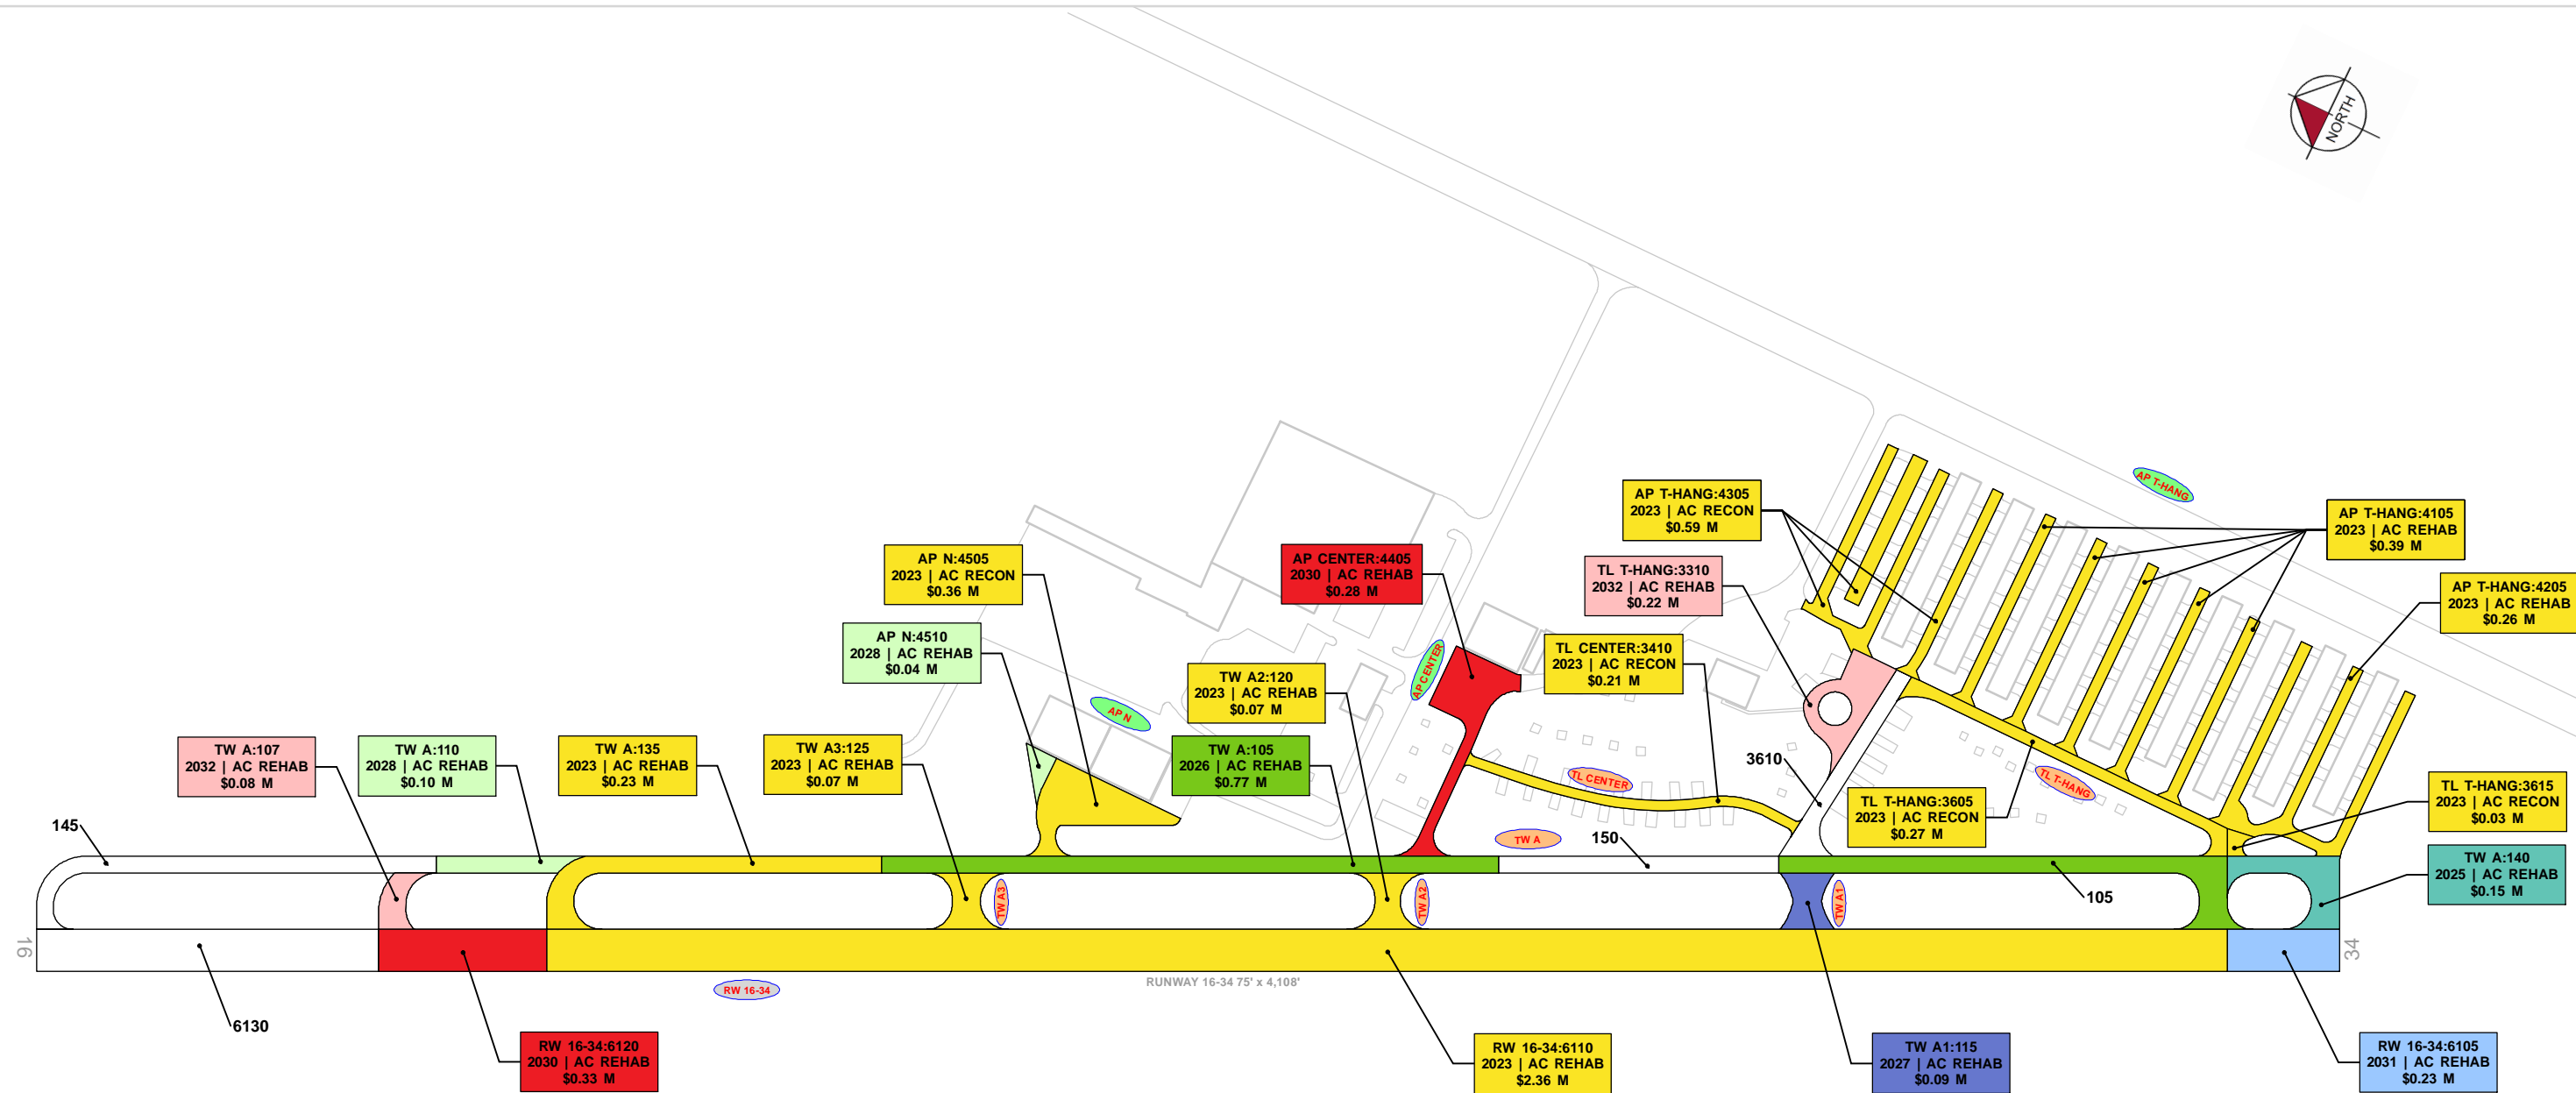 NORTH
AP T-HANG
AP T-HANG:4305
2023 | AC RECON
$0.59 M
AP T-HANG:4105
2023 | AC REHAB
$0.39 M
AP N:4505
2023 | AC RECON
$0.36 M
AP CENTER:4405
2030 | AC REHAB
$0.28 M
TL T-HANG:3310
2032 | AC REHAB
$0.22 M
AP T-HANG:4205
2023 | AC REHAB
$0.26 M
AP N:4510
2028 | AC REHAB
$0.04 M
TL CENTER:3410
2023 | AC RECON
$0.21 M
TW A2:120
2023 | AC REHAB
$0.07 M
AP CENTER
AP N
TW A:107
2032 | AC REHAB
$0.08 M
TW A:110
2028 | AC REHAB
$0.10 M
TW A:135
2023 | AC REHAB
$0.23 M
TW A3:125
2023 | AC REHAB
$0.07 M
TW A:105
2026 | AC REHAB
$0.77 M
TL CENTER
3610
TL T-HANG
TL T-HANG:3605
2023 | AC RECON
$0.27 M
TL T-HANG:3615
2023 | AC RECON
$0.03 M
145
TW A
150
TW A:140
2025 | AC REHAB
$0.15 M
TW A3
TW A2
TW A1
105
16
34
RW 16-34
RUNWAY 16-34 75' x 4,108'
6130
RW 16-34:6120
2030 | AC REHAB
$0.33 M
RW 16-34:6110
2023 | AC REHAB
$2.36 M
TW A1:115
2027 | AC REHAB
$0.09 M
RW 16-34:6105
2031 | AC REHAB
$0.23 M